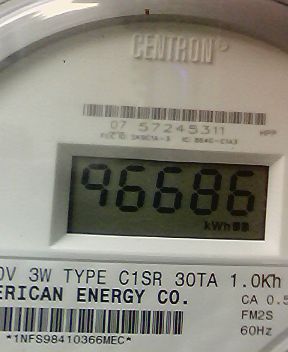 CENTRON®
07 57245311
HPP
96686
kWh
0V 3W TYPE C1SR 30TA 1.0Kh
ERICAN ENERGY CO.
CA 0.5
FM2S
60Hz
*1NFS98410366MEC*